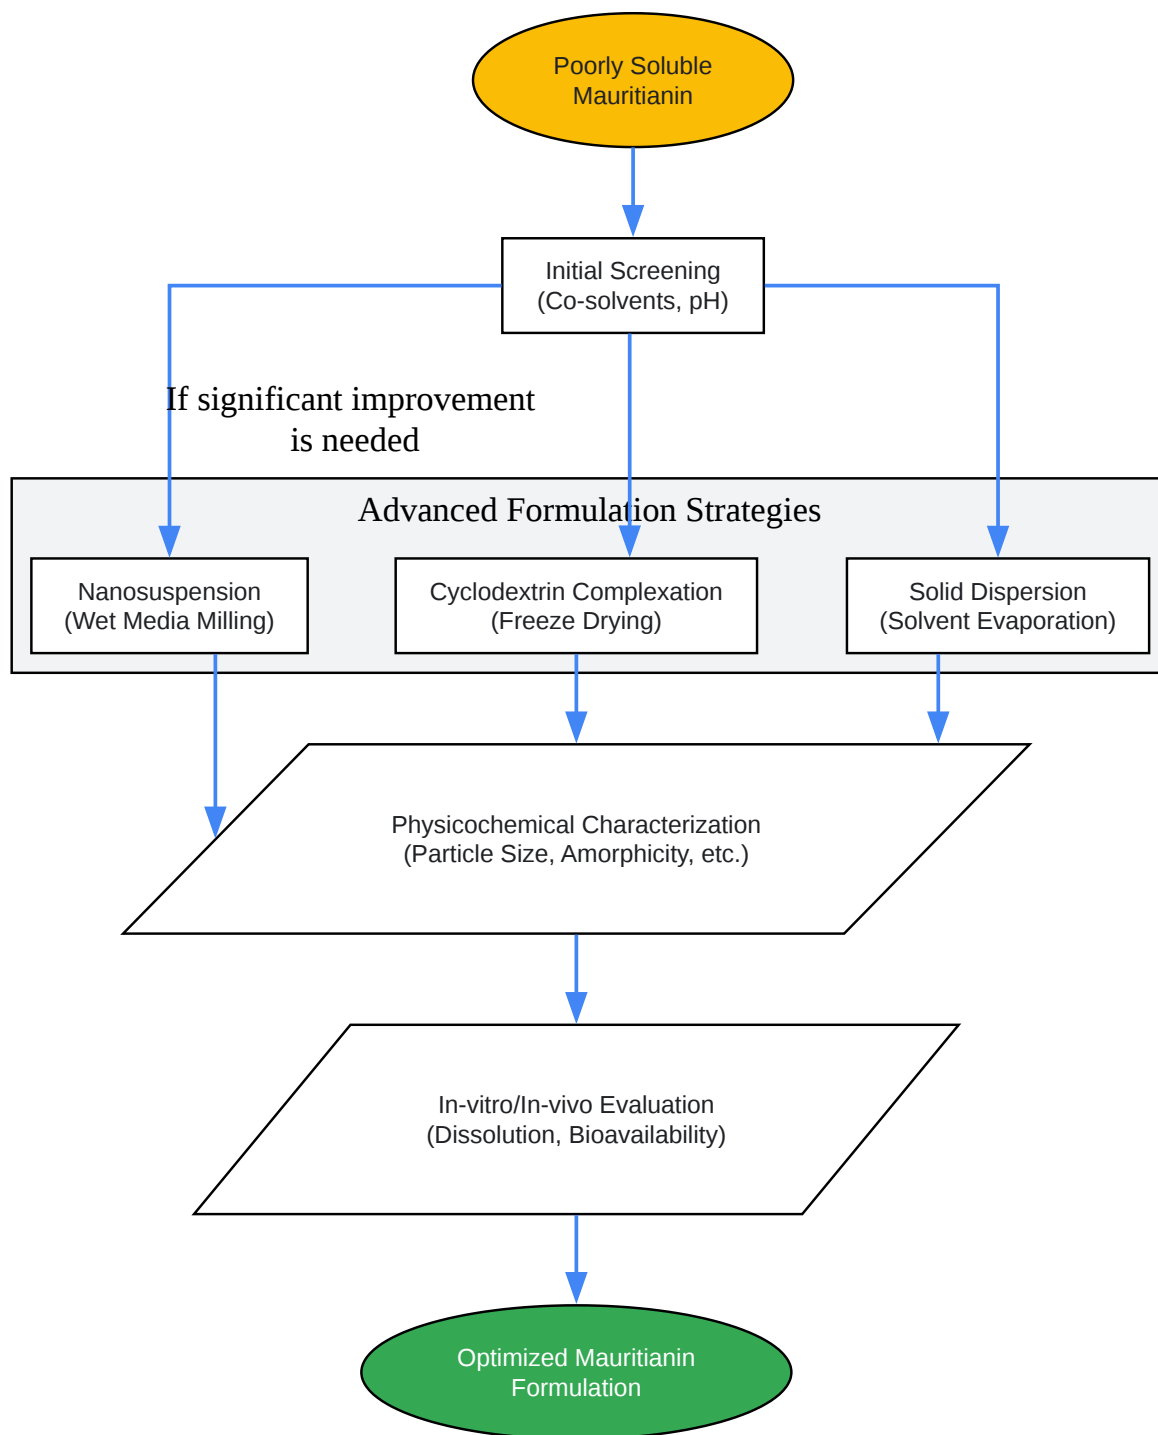 Poorly Soluble
Mauritianin
Initial Screening
(Co-solvents, pH)
If significant improvement
is needed
Advanced Formulation Strategies
Nanosuspension
(Wet Media Milling)
Cyclodextrin Complexation
(Freeze Drying)
Solid Dispersion
(Solvent Evaporation)
Physicochemical Characterization
(Particle Size, Amorphicity, etc.)
In-vitro/In-vivo Evaluation
(Dissolution, Bioavailability)
Optimized Mauritianin
Formulation